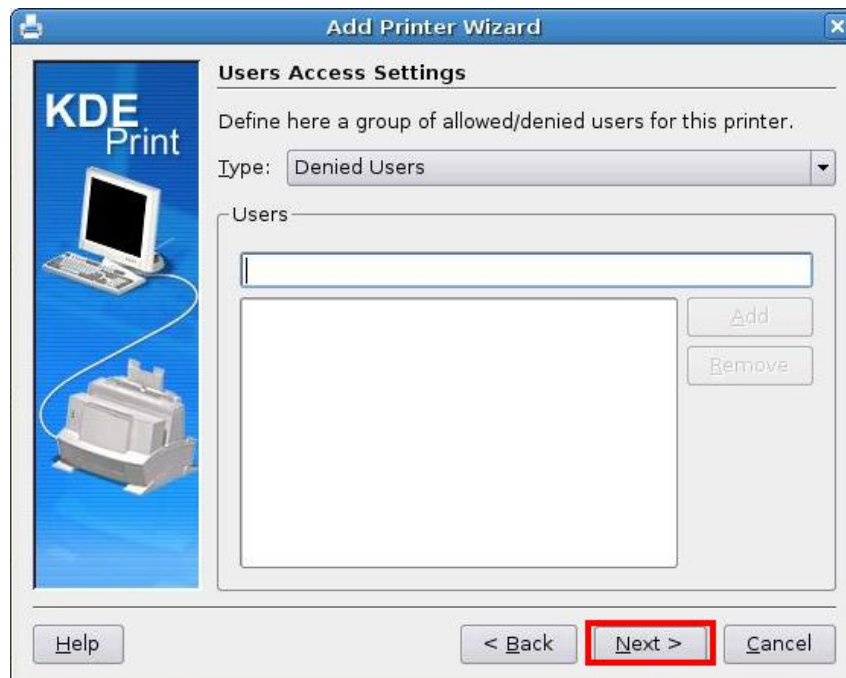 Add Printer Wizard
KDE
Print
Users Access Settings
Define here a group of allowed/denied users for this printer.
Type: Denied Users
Users
Add
Remove
Help
< Back
Next >
Cancel